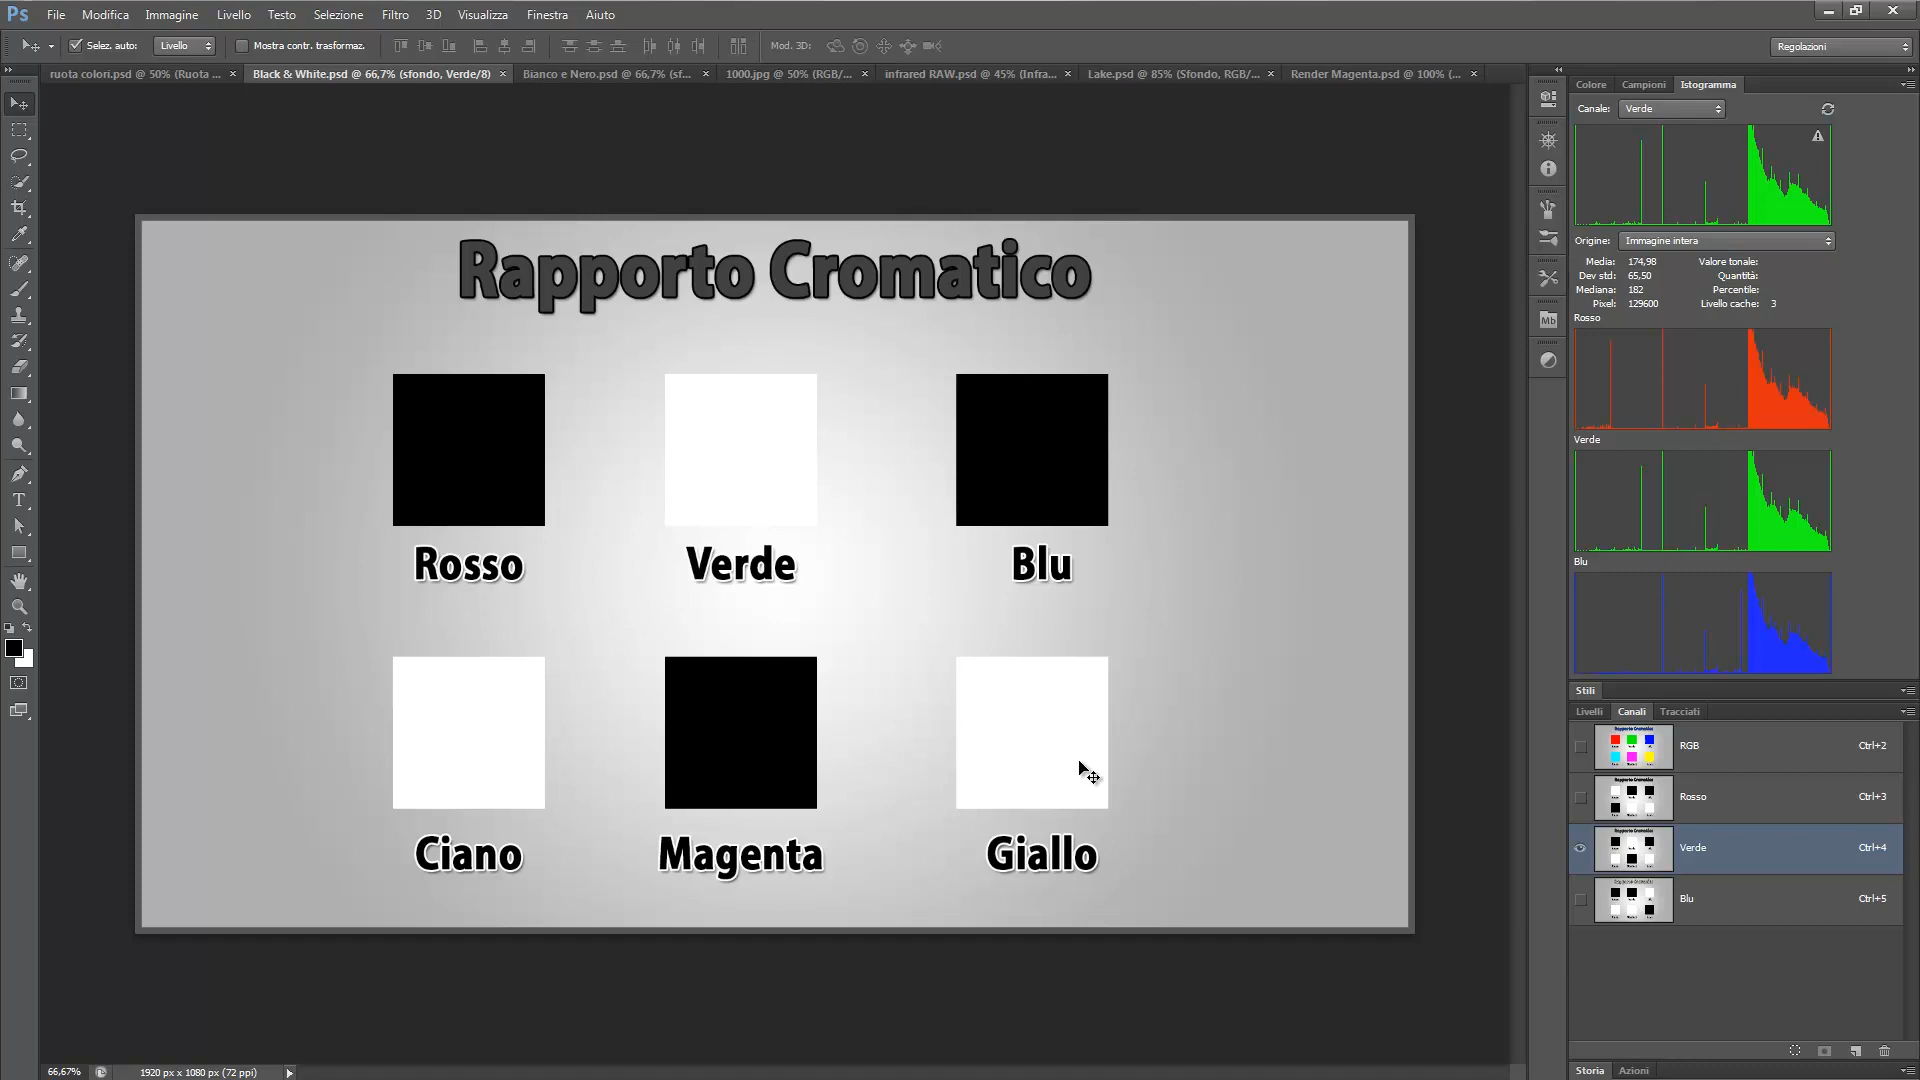 Ps File Modifica Immagine Livello Testo Selezione Filtro 3D Visualizza Finestra Aiuto
Selez. auto: Livello Mostra contr. trasformaz. Mod. 3D: Regolazioni
ruota colori.psd @ 50% (Ruota ... × Black & White.psd @ 66,7% (sfondo, Verde/8) × Bianco e Nero.psd @ 66,7% (sf... × 1000.jpg @ 50% (RGB/... × infrared RAW.psd @ 45% (Infra... × Lake.psd @ 85% (Sfondo, RGB/... × Render Magenta.psd @ 100% (... ×
Colore Campioni Istogramma
Canale: Verde
Origine: Immagine intera
Media: 174,98 Valore tonale:
Dev std: 65,50 Quantità:
Mediana: 182 Percentile:
Pixel: 129600 Livello cache: 3
Rosso
Verde
Blu
Mb
Rapporto Cromatico
Rosso Verde Blu
Ciano Magenta Giallo
Stili
Livelli Canali Tracciati
RGB Ctrl+2
Rosso Ctrl+3
Verde Ctrl+4
Blu Ctrl+5
Storia Azioni
66,67% 1920 px x 1080 px (72 ppi)